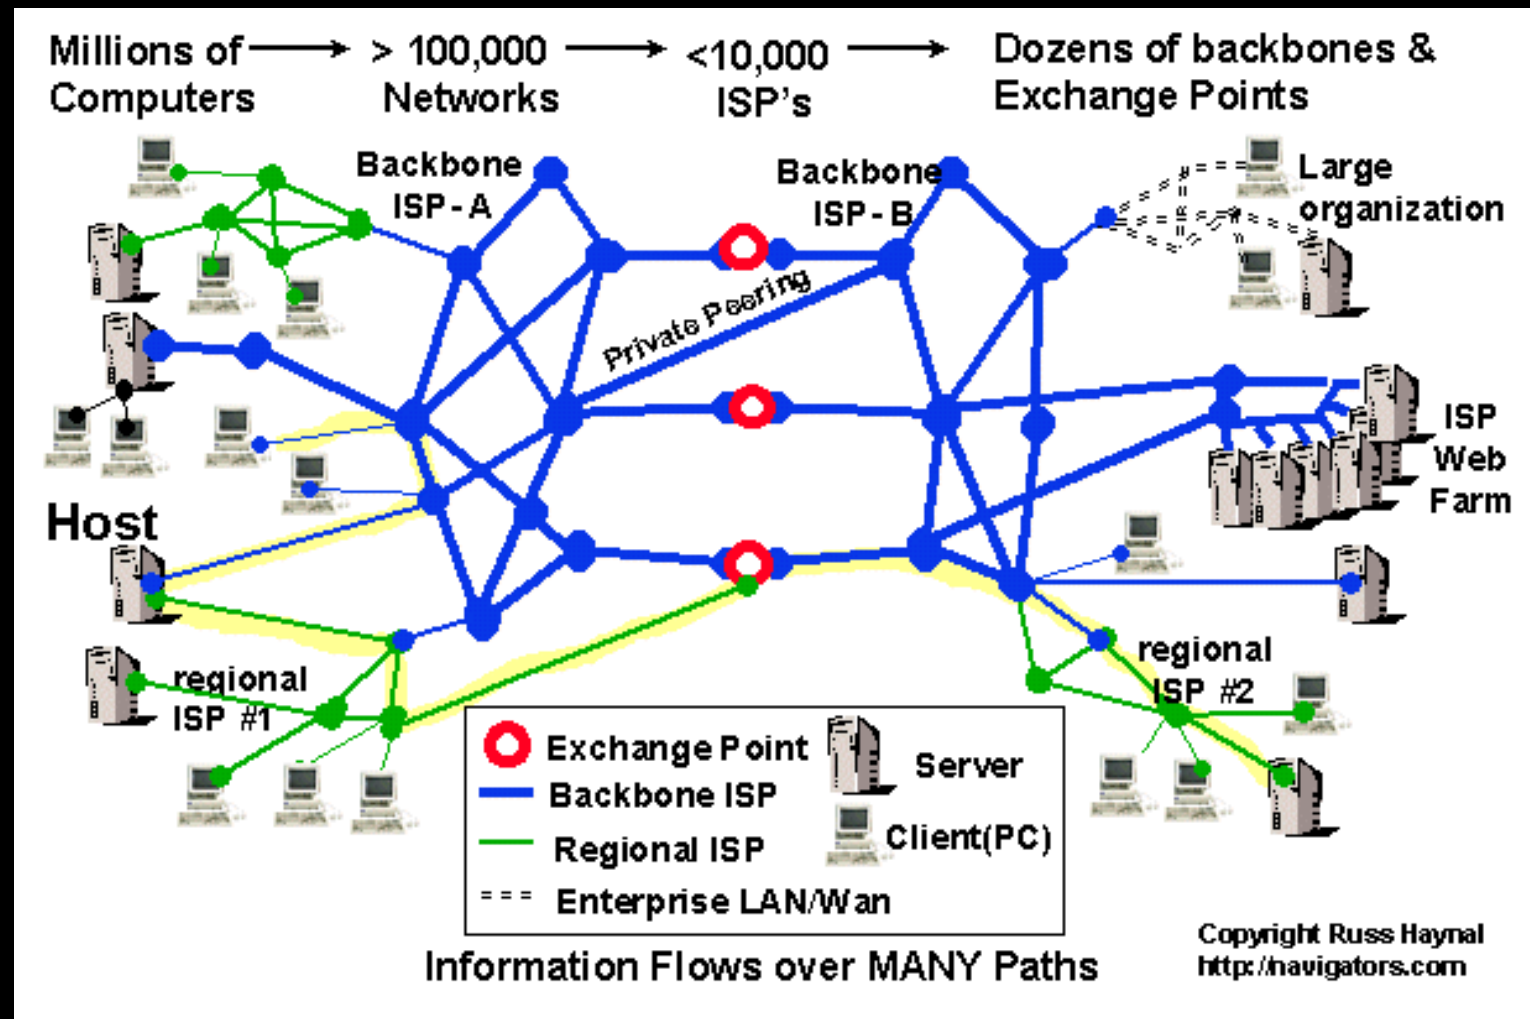 Millions of
Computers
> 100,000
Networks
<10,000
ISP's
Dozens of backbones &
Exchange Points
Backbone
ISP-A
Backbone
ISP-B
Large
organization
Private Peering
ISP
Web
Farm
Host
regional
ISP #1
regional
ISP #2
Exchange Point
Backbone ISP
Regional ISP
Enterprise LAN/Wan
Server
Client(PC)
Information Flows over MANY Paths
Copyright Russ Haynal
http://navigators.com